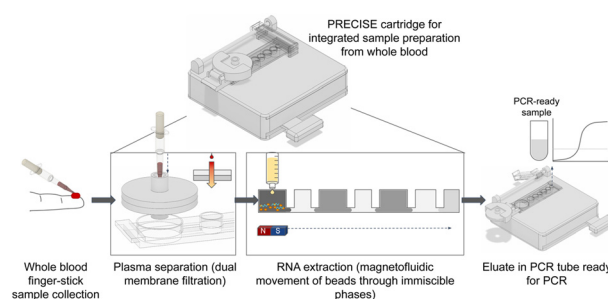 PRECISE cartridge for
integrated sample preparation
from whole blood
PCR-ready
sample
N S
Whole blood
finger-stick
sample collection
Plasma separation (dual
membrane filtration)
RNA extraction (magnetofluidic
movement of beads through immiscible
phases)
Eluate in PCR tube ready
for PCR